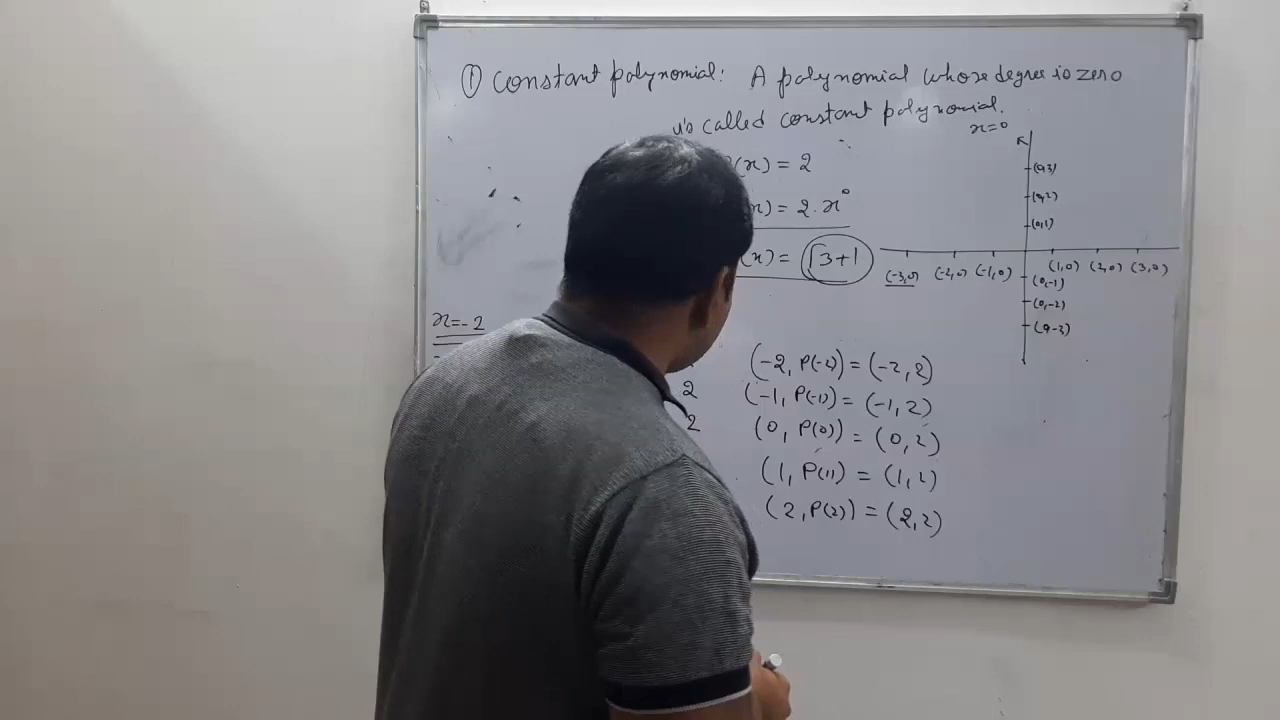 ① Constant polynomial: A polynomial whose degree is zero
is called constant polynomial.
x=0
(x) = 2
x) = 2.x⁰
(x) = √3+1
(0,3)
(0,2)
(0,1)
(-3,0) (-2,0) (-1,0) (1,0) (2,0) (3,0)
(0,-1)
(0,-2)
(0,-3)
x=-2
2
2
(-2, P(-2)) = (-2, 2)
(-1, P(-1)) = (-1, 2)
(0, P(0)) = (0, 2)
(1, P(1)) = (1, 2)
(2, P(2)) = (2, 2)